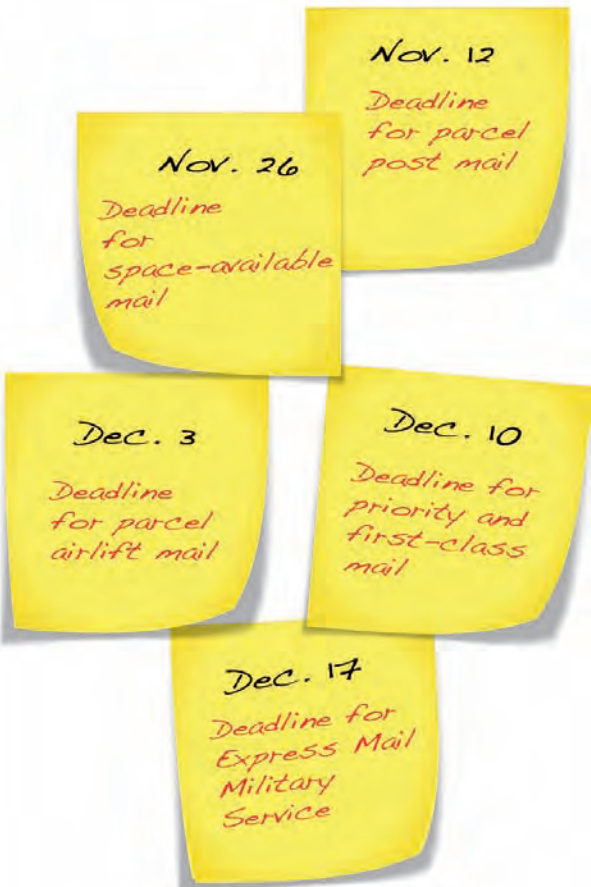 Nov. 12
Deadline
for parcel
post mail
Nov. 26
Deadline
for
space-available
mail
Dec. 3
Deadline
for parcel
airlift mail
Dec. 10
Deadline for
priority and
first-class
mail
Dec. 17
Deadline for
Express Mail
Military
Service